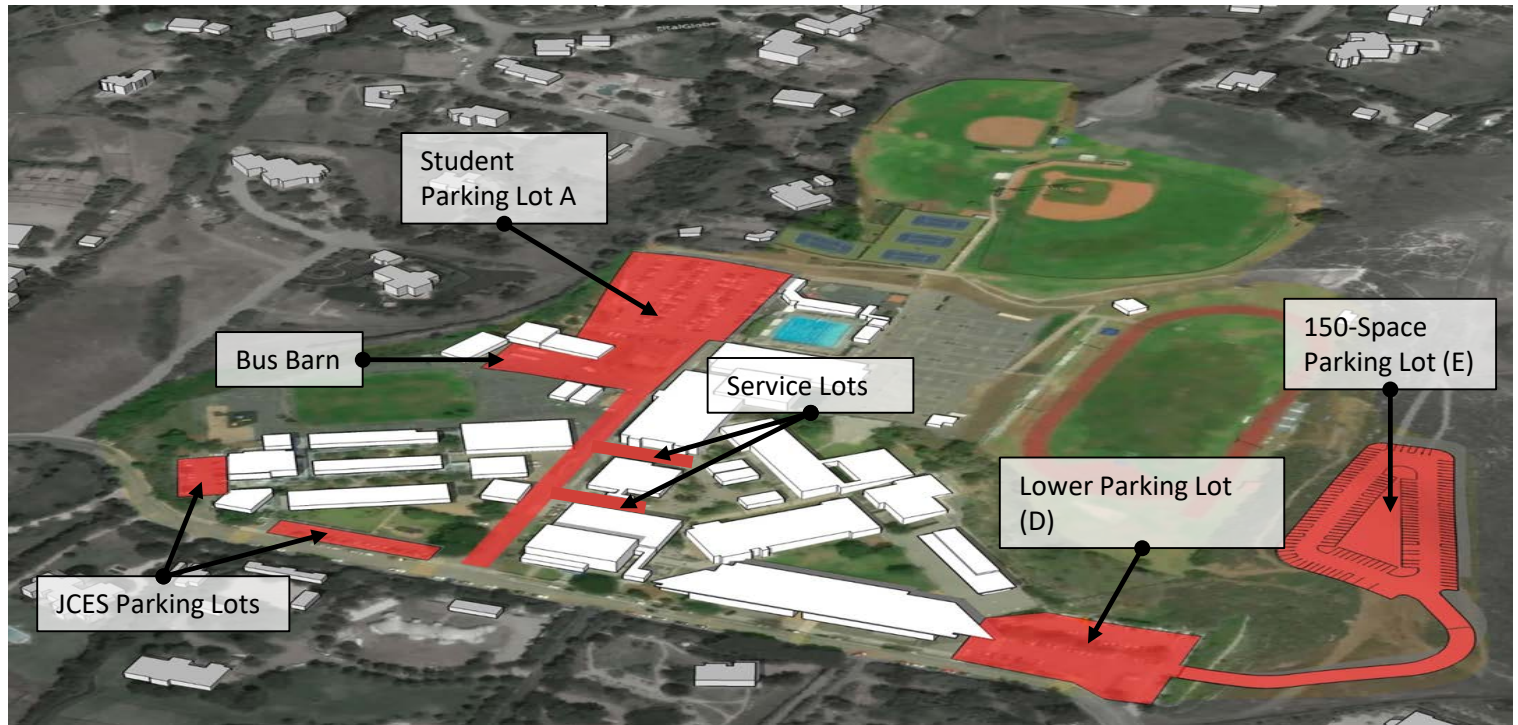 Student
Parking Lot A
150-Space
Parking Lot (E)
Bus Barn
Service Lots
Lower Parking Lot
(D)
JCES Parking Lots